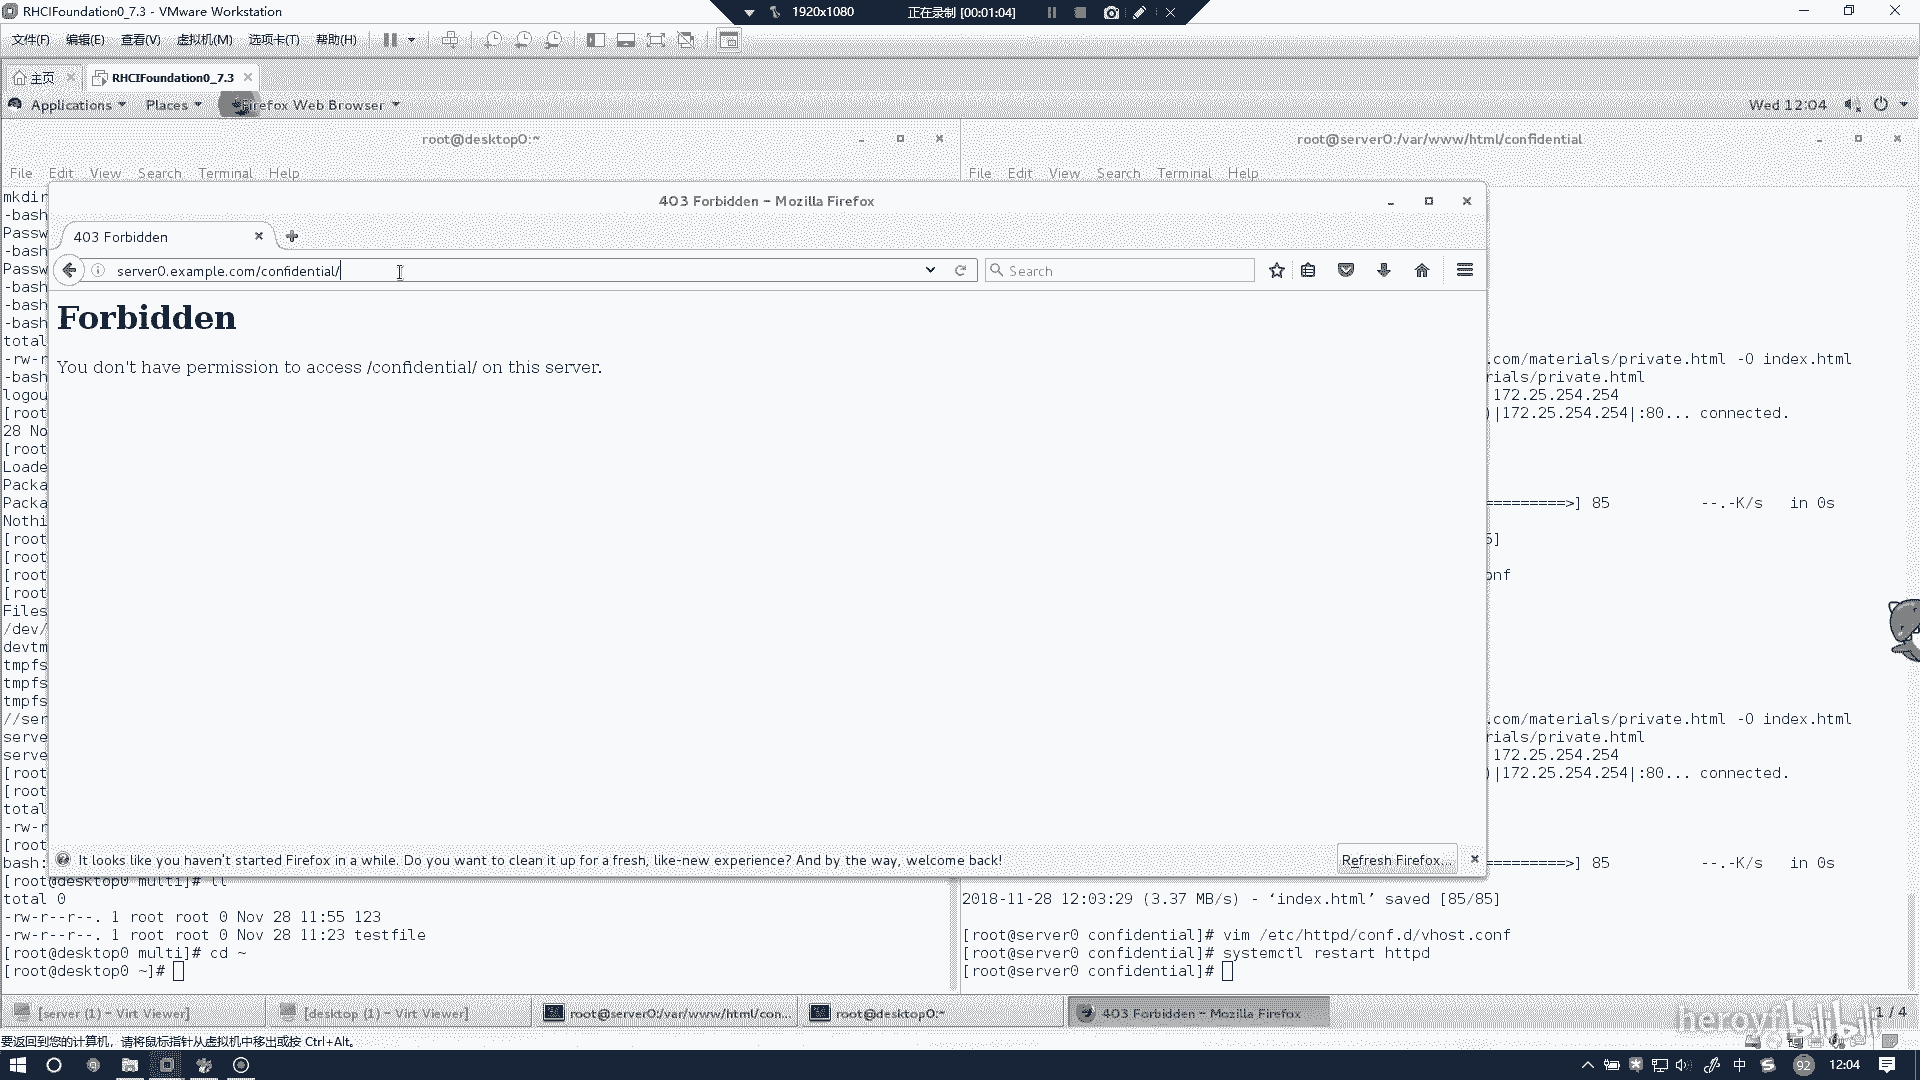 RHCIFoundation0_7.3 - VMware Workstation
1920x1080
正在录制 [00:01:04]
文件(F) 编辑(E) 查看(V) 虚拟机(M) 选项卡(T) 帮助(H)
主页
RHCIFoundation0_7.3
Applications Places Firefox Web Browser
Wed 12:04
root@desktop0:~
root@server0:/var/www/html/confidential
File Edit View Search Terminal Help
File Edit View Search Terminal Help
mkdir
-bash
Passw
-bash
Passw
-bash
-bash
-bash
total
-rw-r
-bash
logou
[root
28 No
[root
Loade
Packa
Packa
Nothi
[root
[root
[root
[root
Files
/dev/
devtm
tmpfs
tmpfs
tmpfs
//ser
serve
serve
[root
[root
total
-rw-r
[root
bash:
[root@desktop0 multi]# ll
total 0
-rw-r--r--. 1 root root 0 Nov 28 11:55 123
-rw-r--r--. 1 root root 0 Nov 28 11:23 testfile
[root@desktop0 multi]# cd ~
[root@desktop0 ~]#
403 Forbidden - Mozilla Firefox
403 Forbidden
server0.example.com/confidential/
Search
Forbidden
You don't have permission to access /confidential/ on this server.
It looks like you haven't started Firefox in a while. Do you want to clean it up for a fresh, like-new experience? And by the way, welcome back!
Refresh Firefox...
.com/materials/private.html -O index.html
rials/private.html
172.25.254.254
)|172.25.254.254|:80... connected.
=========>] 85 --.-K/s in 0s
5]
onf
.com/materials/private.html -O index.html
rials/private.html
172.25.254.254
)|172.25.254.254|:80... connected.
=========>] 85 --.-K/s in 0s
2018-11-28 12:03:29 (3.37 MB/s) - ‘index.html’ saved [85/85]
[root@server0 confidential]# vim /etc/httpd/conf.d/vhost.conf
[root@server0 confidential]# systemctl restart httpd
[root@server0 confidential]#
[server (1) - Virt Viewer]
[desktop (1) - Virt Viewer]
root@server0:/var/www/html/con...
root@desktop0:~
403 Forbidden - Mozilla Firefox
1 / 4
heroyf bilibili
要返回到您的计算机，请将鼠标指针从虚拟机中移出或按 Ctrl+Alt。
中
92
12:04